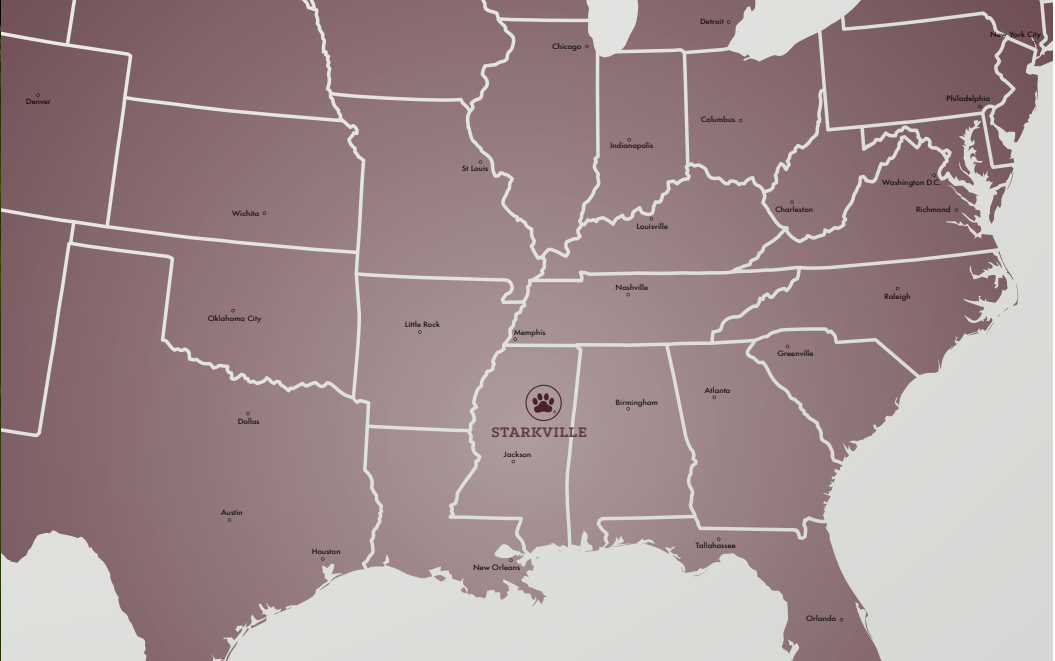 Detroit
New York City
Chicago
Denver
Philadelphia
Columbus
Indianapolis
St Louis
Washington D.C.
Charleston
Richmond
Wichita
Louisville
Nashville
Raleigh
Oklahoma City
Little Rock
Memphis
Greenville
Atlanta
Birmingham
Dallas
STARKVILLE
Jackson
Austin
Tallahassee
Houston
New Orleans
Orlando